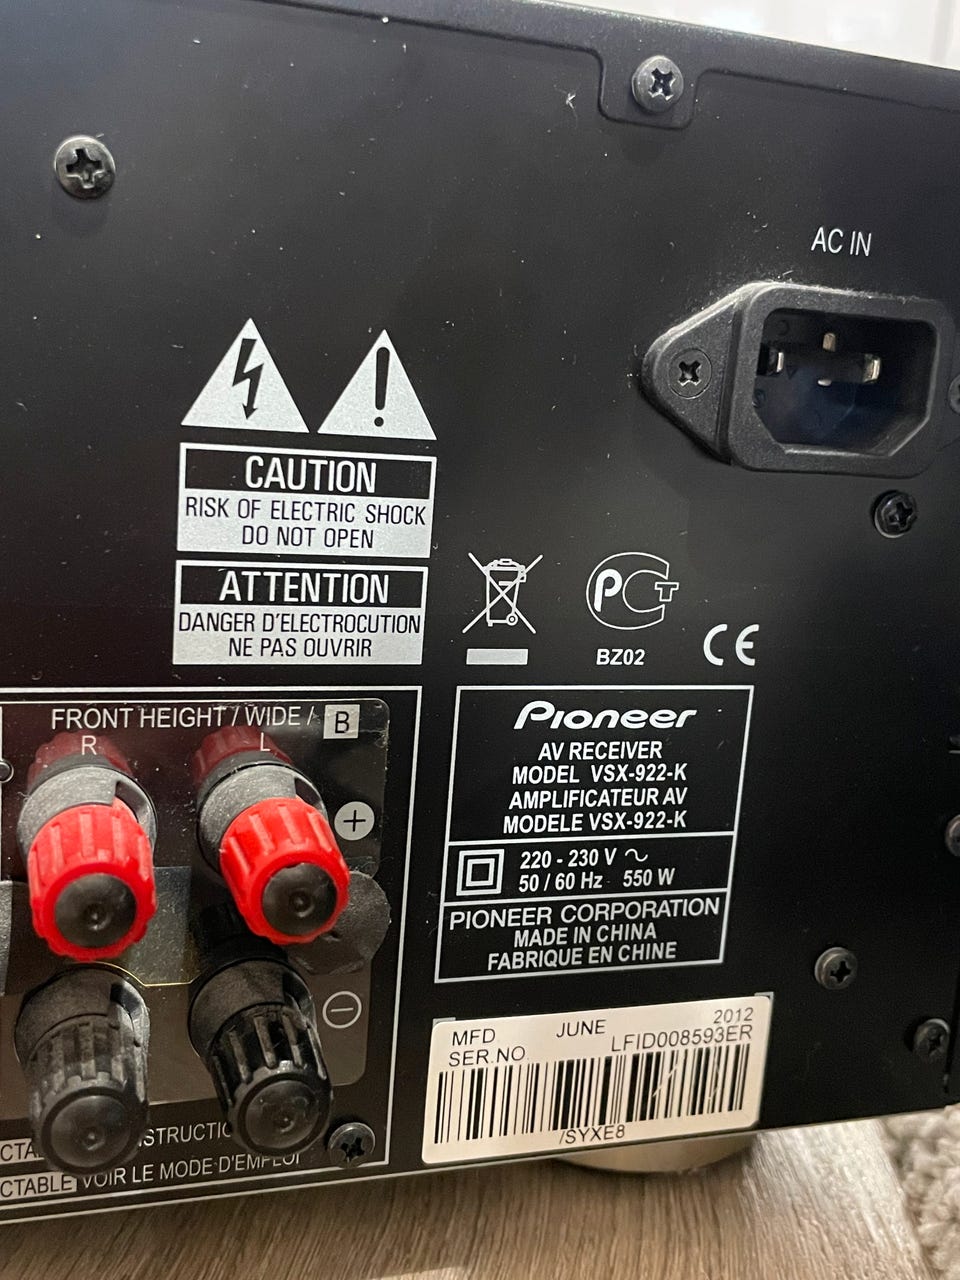 AC IN
CAUTION
RISK OF ELECTRIC SHOCK
DO NOT OPEN
ATTENTION
DANGER D'ELECTROCUTION
NE PAS OUVRIR
BZ02
CE
FRONT HEIGHT / WIDE / B
R L
+
−
Pioneer
AV RECEIVER
MODEL VSX-922-K
AMPLIFICATEUR AV
MODELE VSX-922-K
220 - 230 V ~
50 / 60 Hz 550 W
PIONEER CORPORATION
MADE IN CHINA
FABRIQUE EN CHINE
MFD JUNE 2012
SER.NO. LFID008593ER
/SYXE8
VOIR LE MODE D'EMPLOI